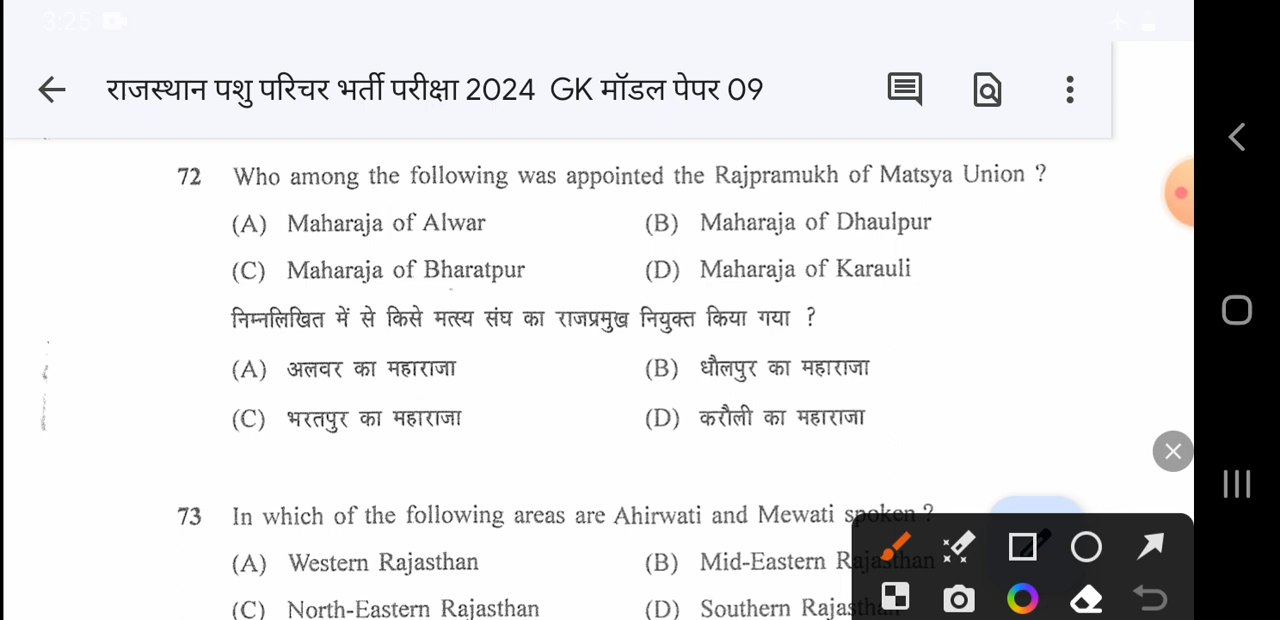 3:25
राजस्थान पशु परिचर भर्ती परीक्षा 2024 GK मॉडल पेपर 09
72 Who among the following was appointed the Rajpramukh of Matsya Union ?
(A) Maharaja of Alwar (B) Maharaja of Dhaulpur
(C) Maharaja of Bharatpur (D) Maharaja of Karauli
निम्नलिखित में से किसे मत्स्य संघ का राजप्रमुख नियुक्त किया गया ?
(A) अलवर का महाराजा (B) धौलपुर का महाराजा
(C) भरतपुर का महाराजा (D) करौली का महाराजा
73 In which of the following areas are Ahirwati and Mewati spoken ?
(A) Western Rajasthan (B) Mid-Eastern Rajasthan
(C) North-Eastern Rajasthan (D) Southern Rajasthan